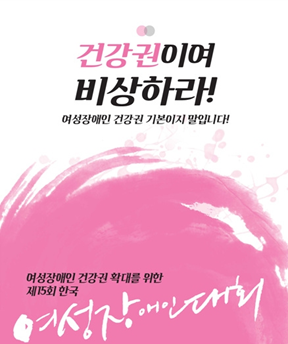 건강권이여
비상하라!
여성장애인 건강권 기본이지 말입니다!
여성장애인 건강권 확대를 위한
제15회 한국
여성장애인대회